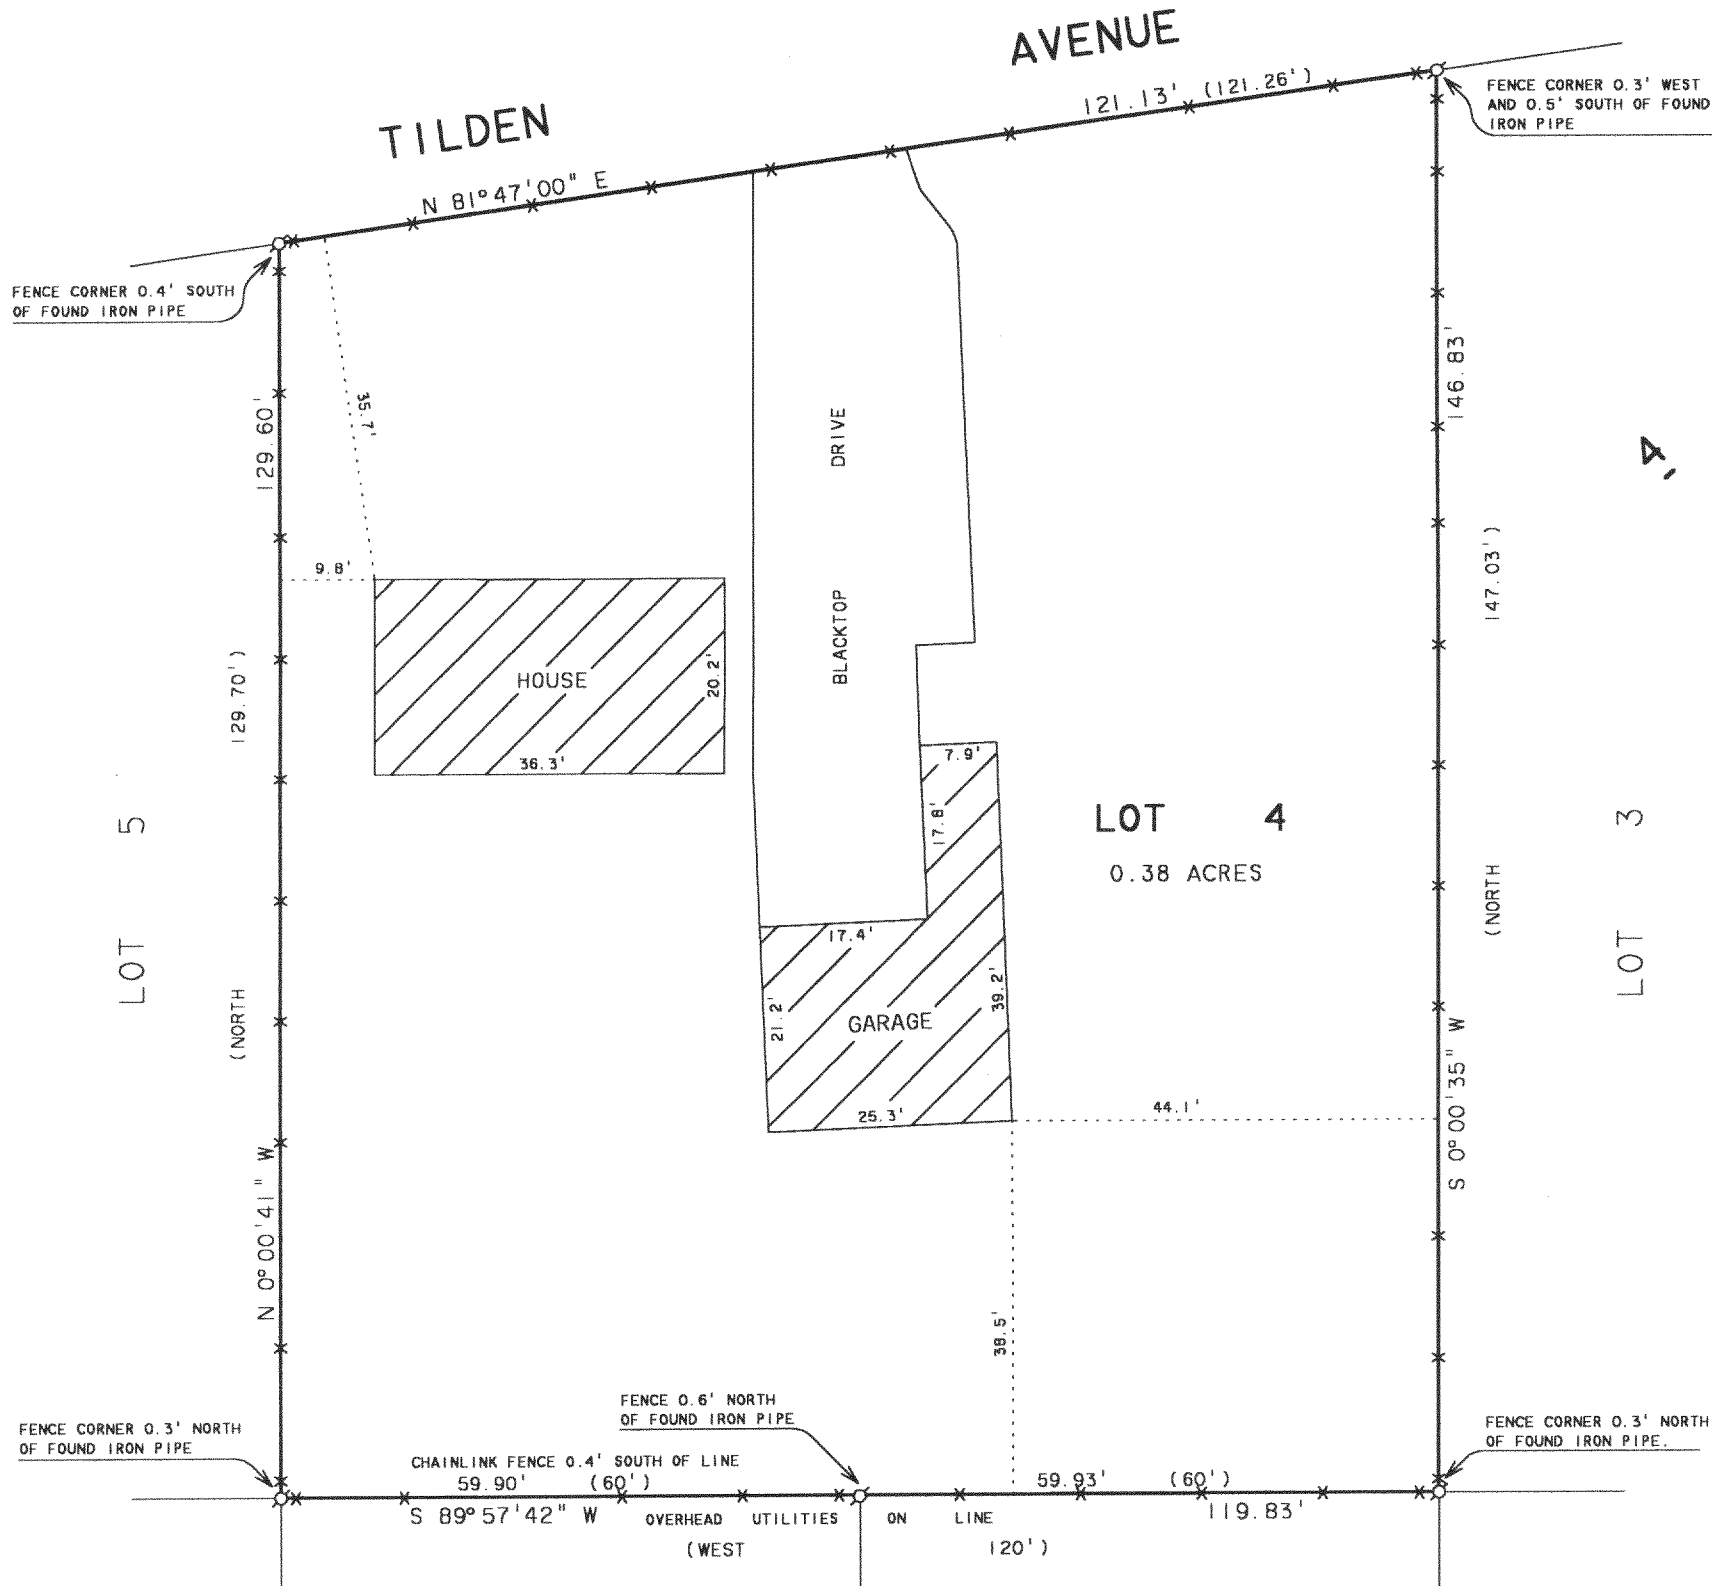 TILDEN AVENUE
N 81°47'00" E
121.13' (121.26')
FENCE CORNER 0.3' WEST
AND 0.5' SOUTH OF FOUND
IRON PIPE
FENCE CORNER 0.4' SOUTH
OF FOUND IRON PIPE
35.7'
129.60'
146.83'
4,
BLACKTOP DRIVE
9.8'
HOUSE
20.2'
36.3'
(NORTH 129.70')
(NORTH 147.03')
7.9'
17.8'
LOT 4
0.38 ACRES
LOT 5
LOT 3
17.4'
21.2'
GARAGE
39.2'
25.3'
44.1'
N 0°00'41" W
S 0°00'35" W
38.5'
FENCE CORNER 0.3' NORTH
OF FOUND IRON PIPE
FENCE 0.6' NORTH
OF FOUND IRON PIPE
FENCE CORNER 0.3' NORTH
OF FOUND IRON PIPE.
CHAINLINK FENCE 0.4' SOUTH OF LINE
59.90' (60')
59.93' (60')
S 89°57'42" W
OVERHEAD UTILITIES ON LINE
119.83'
(WEST 120')